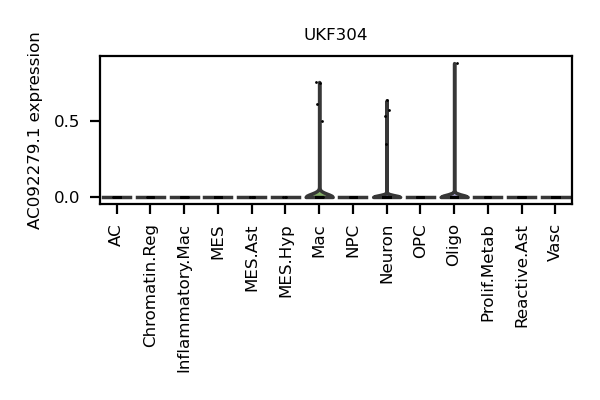 UKF304
AC092279.1 expression
0.5
0.0
AC
Chromatin.Reg
Inflammatory.Mac
MES
MES.Ast
MES.Hyp
Mac
NPC
Neuron
OPC
Oligo
Prolif.Metab
Reactive.Ast
Vasc